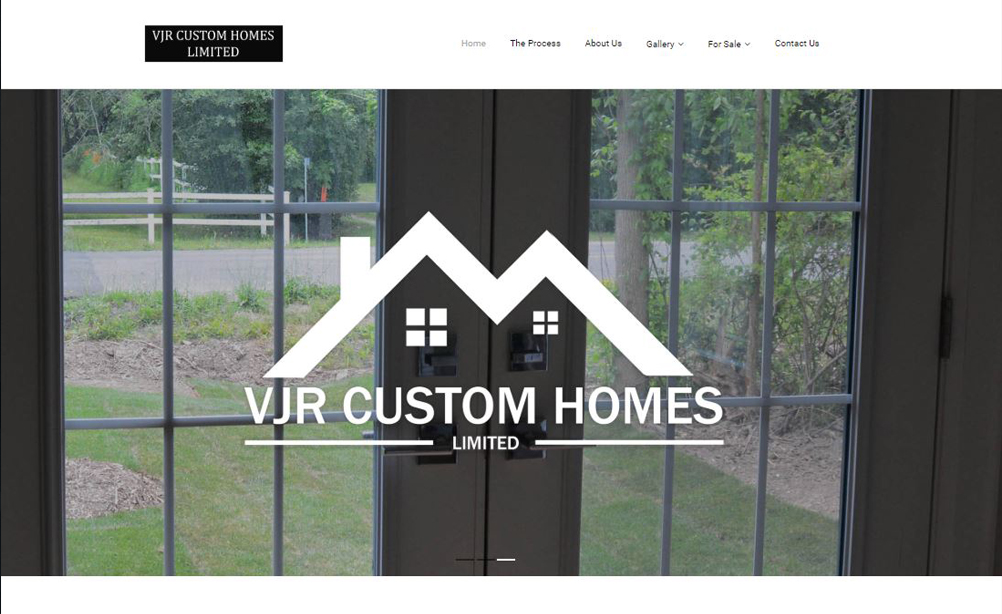 VJR CUSTOM HOMES
LIMITED
Home The Process About Us Gallery For Sale Contact Us
VJR CUSTOM HOMES
LIMITED